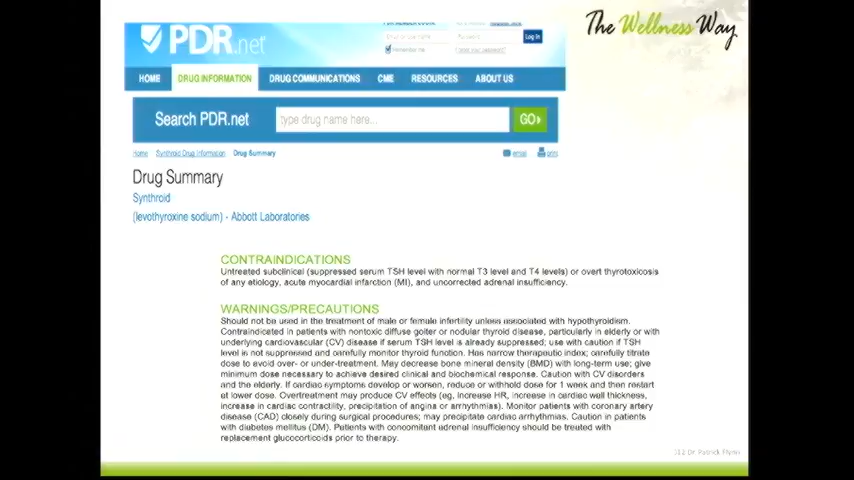 The Wellness Way
PDR.net
Log In
Remember me
HOME DRUG INFORMATION DRUG COMMUNICATIONS CME RESOURCES ABOUT US
Search PDR.net type drug name here... GO
Home Synthroid Drug Information Drug Summary email print
Drug Summary
Synthroid
(levothyroxine sodium) - Abbott Laboratories
CONTRAINDICATIONS
Untreated subclinical (suppressed serum TSH level with normal T3 level and T4 levels) or overt thyrotoxicosis
of any etiology, acute myocardial infarction (MI), and uncorrected adrenal insufficiency.
WARNINGS/PRECAUTIONS
Should not be used in the treatment of male or female infertility unless associated with hypothyroidism.
Contraindicated in patients with nontoxic diffuse goiter or nodular thyroid disease, particularly in elderly or with
underlying cardiovascular (CV) disease if serum TSH level is already suppressed; use with caution if TSH
level is not suppressed and carefully monitor thyroid function. Has narrow therapeutic index; carefully titrate
dose to avoid over- or under-treatment. May decrease bone mineral density (BMD) with long-term use; give
minimum dose necessary to achieve desired clinical and biochemical response. Caution with CV disorders
and the elderly. If cardiac symptoms develop or worsen, reduce or withhold dose for 1 week and then restart
at lower dose. Overtreatment may produce CV effects (eg, increase HR, increase in cardiac wall thickness,
increase in cardiac contractility, precipitation of angina or arrhythmias). Monitor patients with coronary artery
disease (CAD) closely during surgical procedures; may precipitate cardiac arrhythmias. Caution in patients
with diabetes mellitus (DM). Patients with concomitant adrenal insufficiency should be treated with
replacement glucocorticoids prior to therapy.
Dr. Patrick Flynn